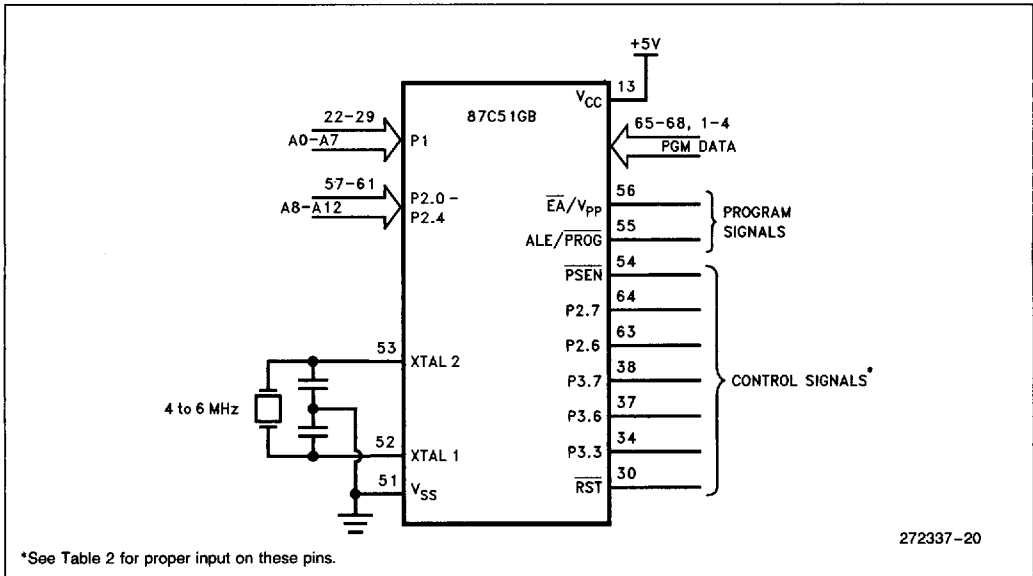 +5V
13
VCC
87C51GB
22-29
A0-A7
P1
65-68, 1-4
PGM DATA
57-61
A8-A12
P2.0-
P2.4
56
EA/VPP
PROGRAM
SIGNALS
55
ALE/PROG
54
PSEN
64
P2.7
63
P2.6
38
P3.7
CONTROL SIGNALS*
37
P3.6
34
P3.3
30
RST
53
XTAL 2
4 to 6 MHz
52
XTAL 1
51
VSS
272337-20
*See Table 2 for proper input on these pins.